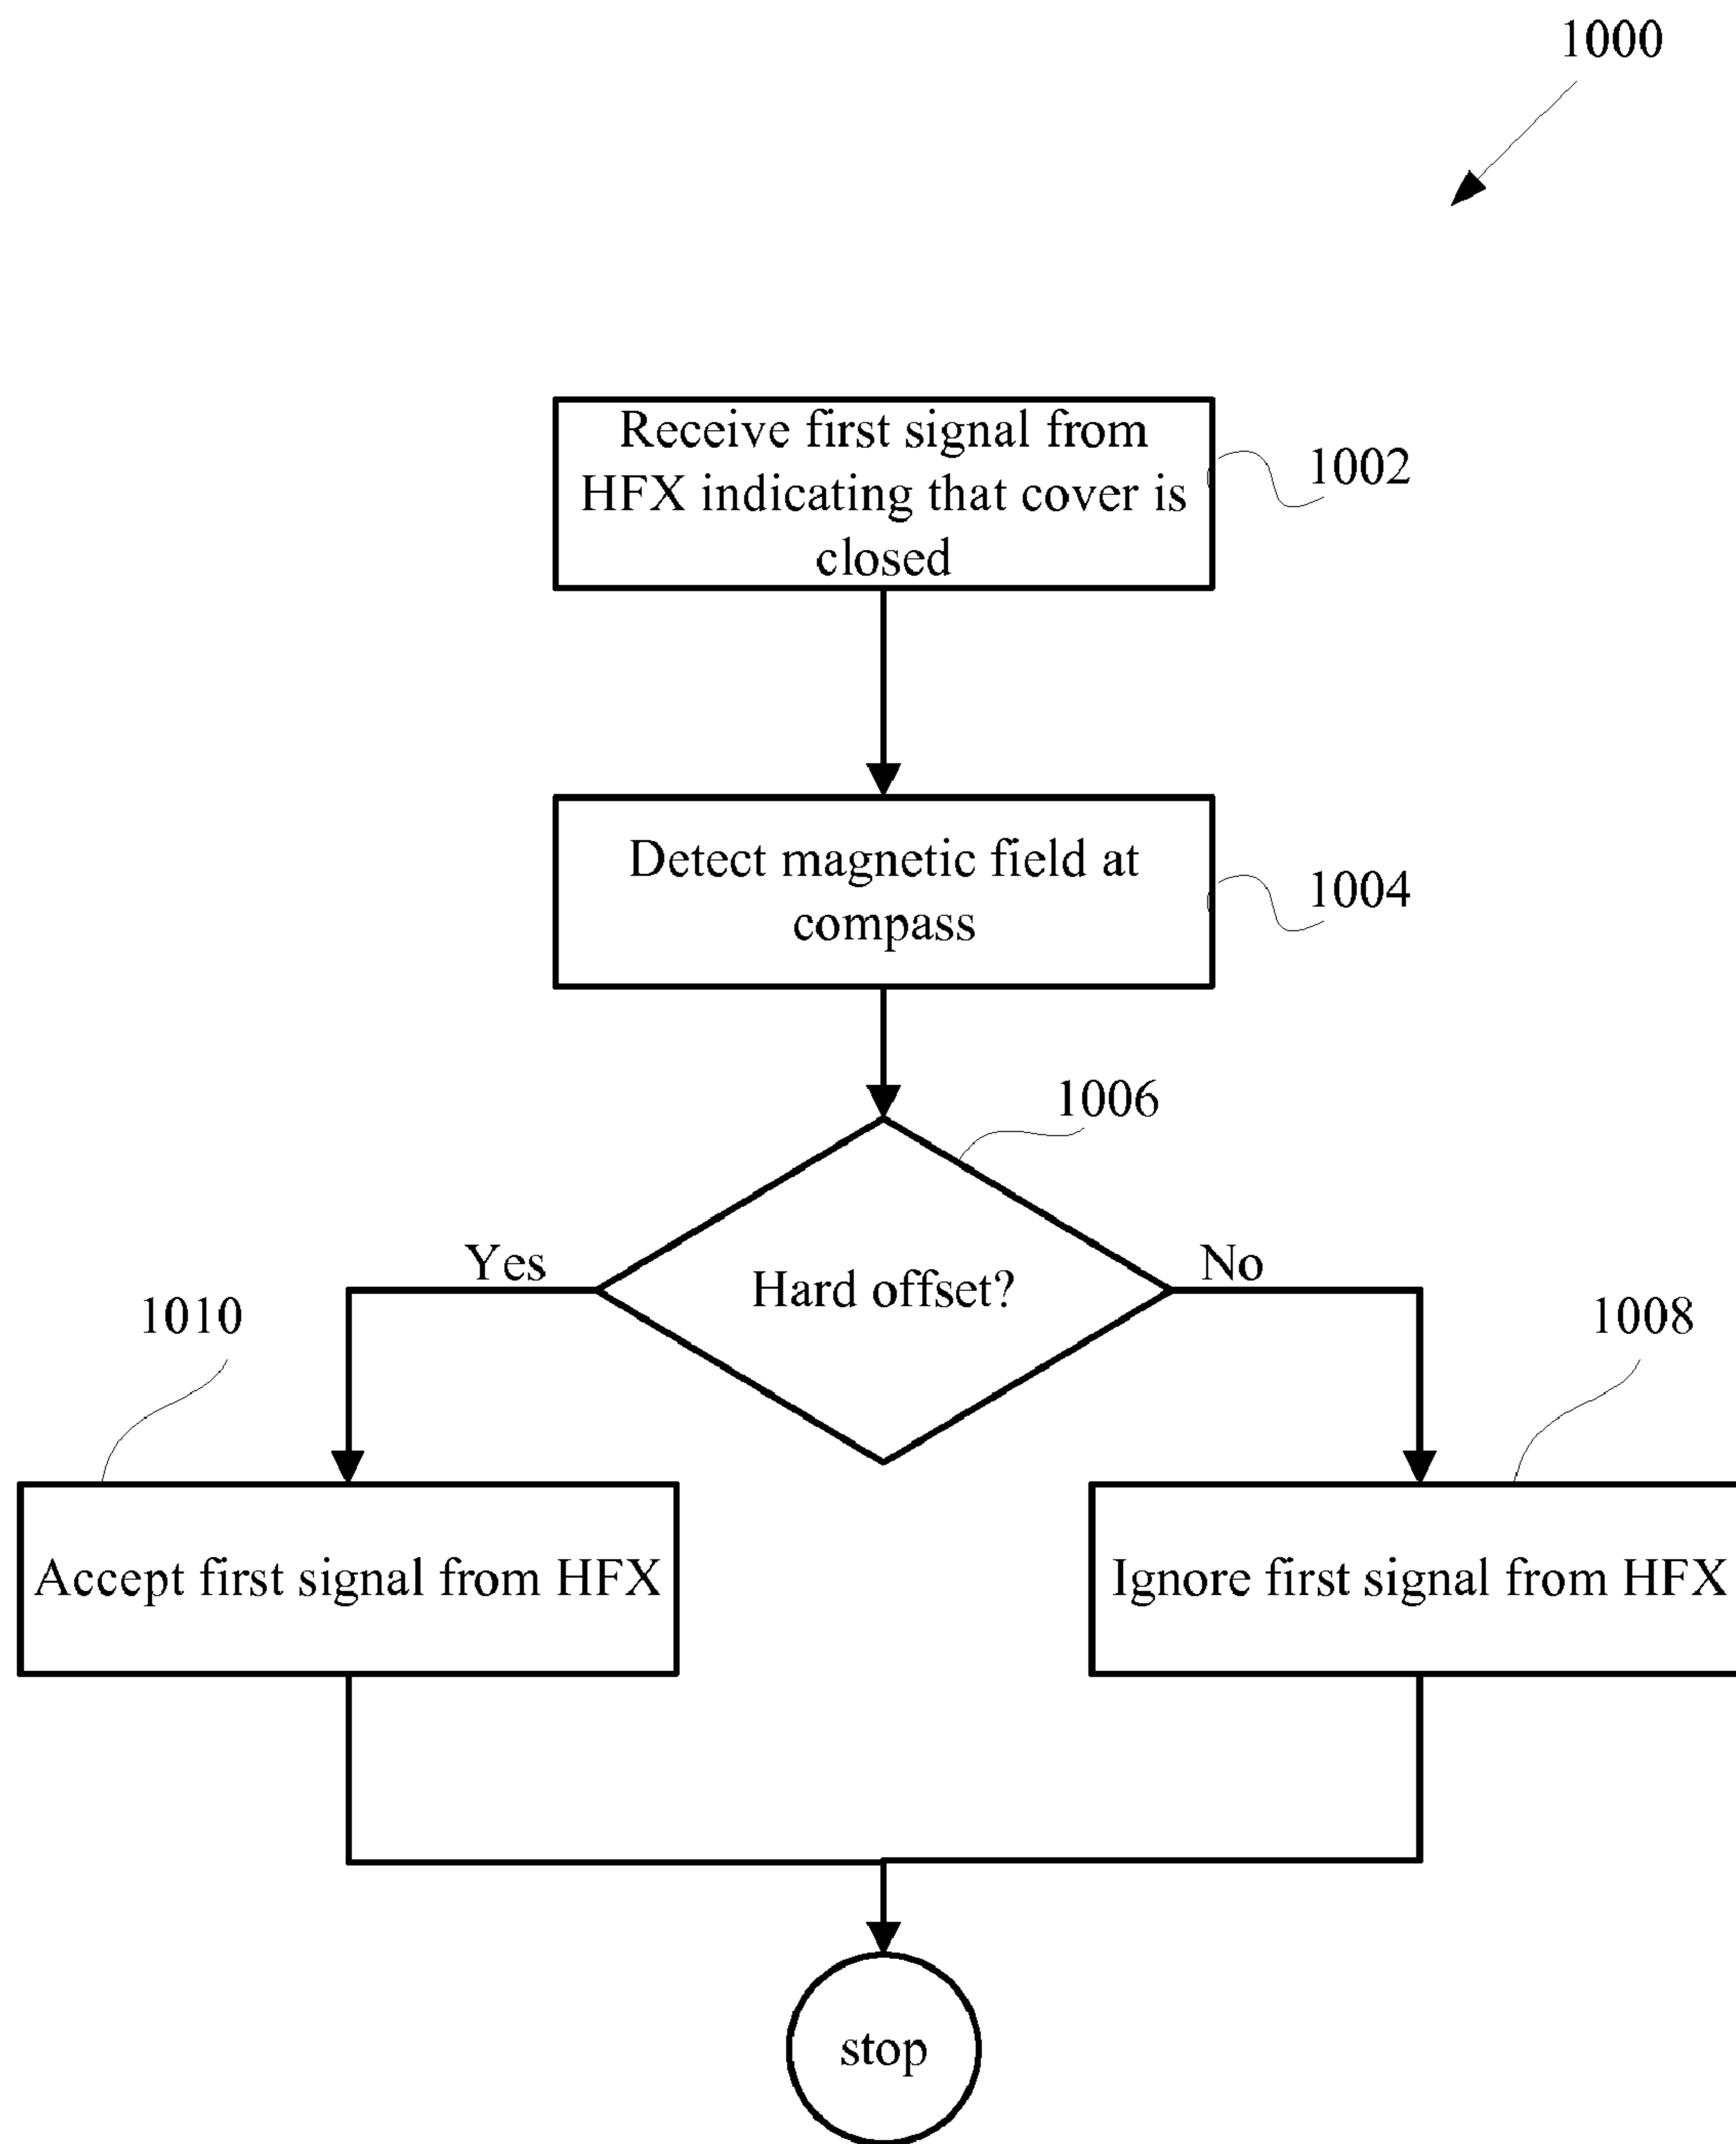 1000
Receive first signal from
HFX indicating that cover is
closed
1002
Detect magnetic field at
compass
1004
1006
Hard offset?
Yes
No
1010
1008
Accept first signal from HFX
Ignore first signal from HFX
stop